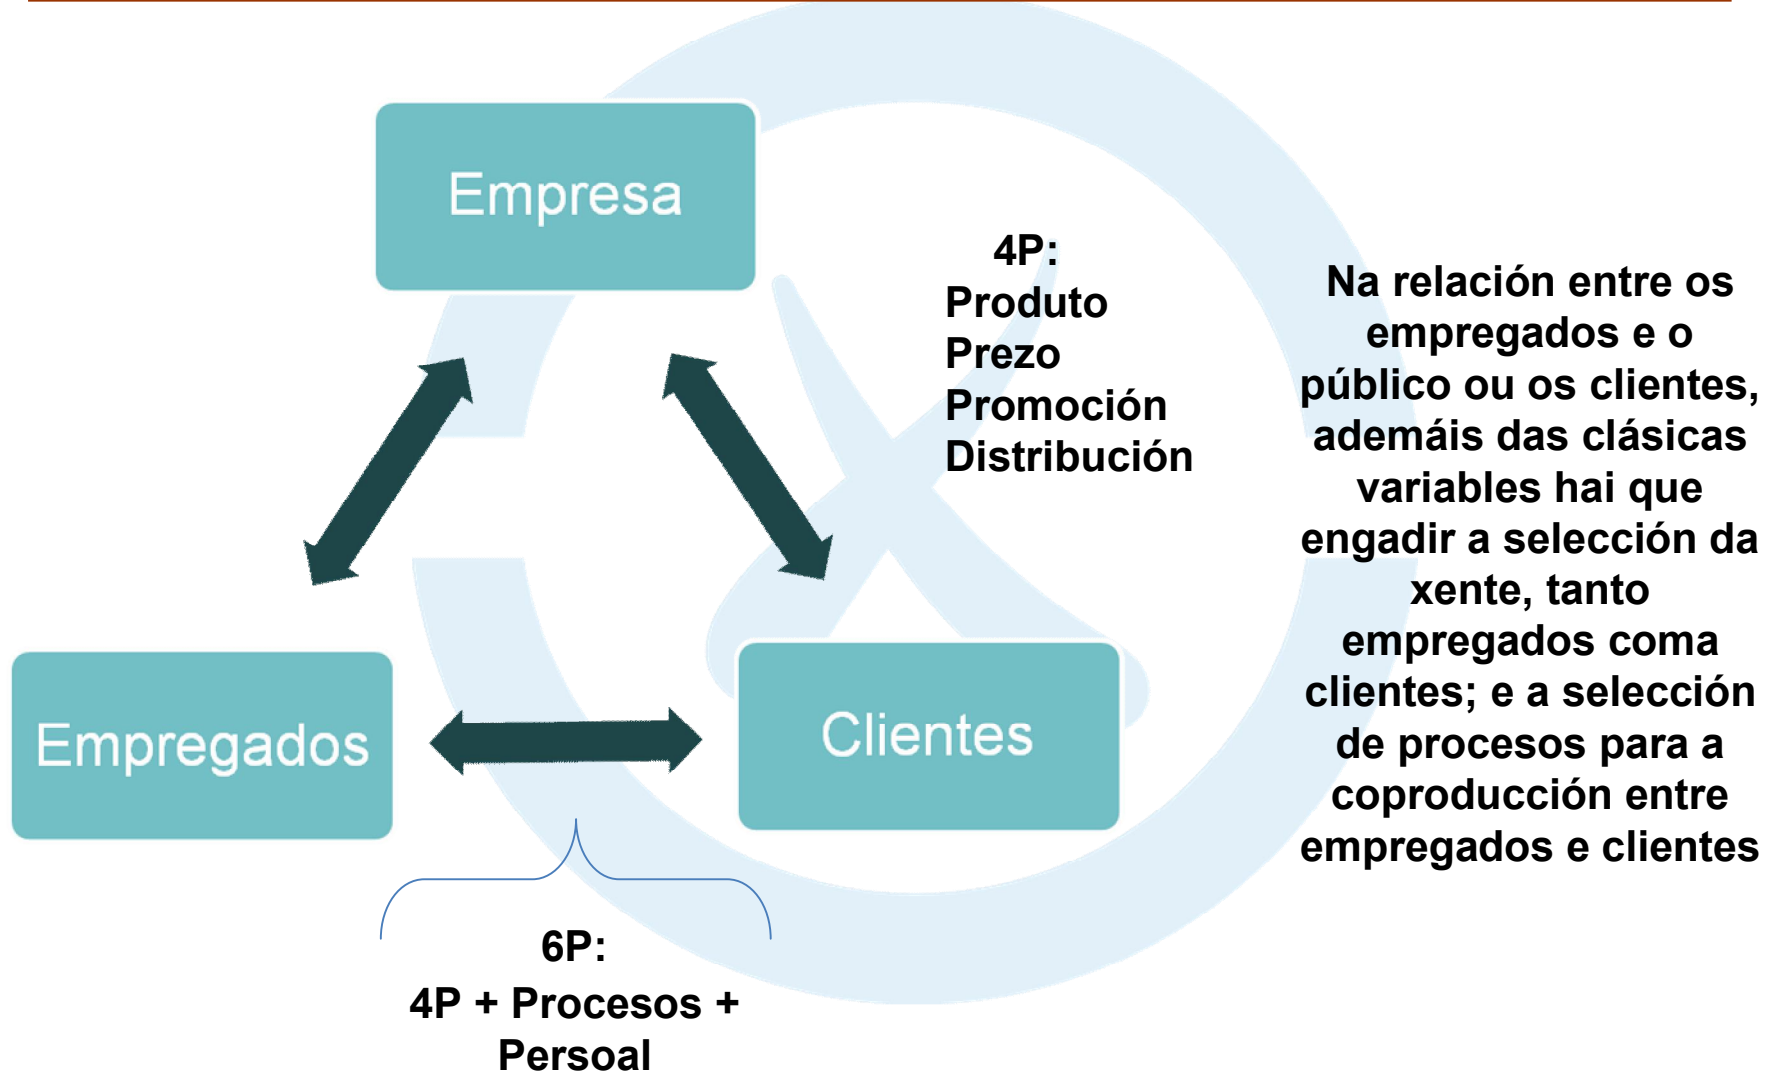 Empresa
4P:
Produto
Prezo
Promoción
Distribución
Na relación entre os
empregados e o
público ou os clientes,
ademáis das clásicas
variables hai que
engadir a selección da
xente, tanto
empregados coma
clientes; e a selección
de procesos para a
coproducción entre
empregados e clientes
Empregados
Clientes
6P:
4P + Procesos +
Persoal